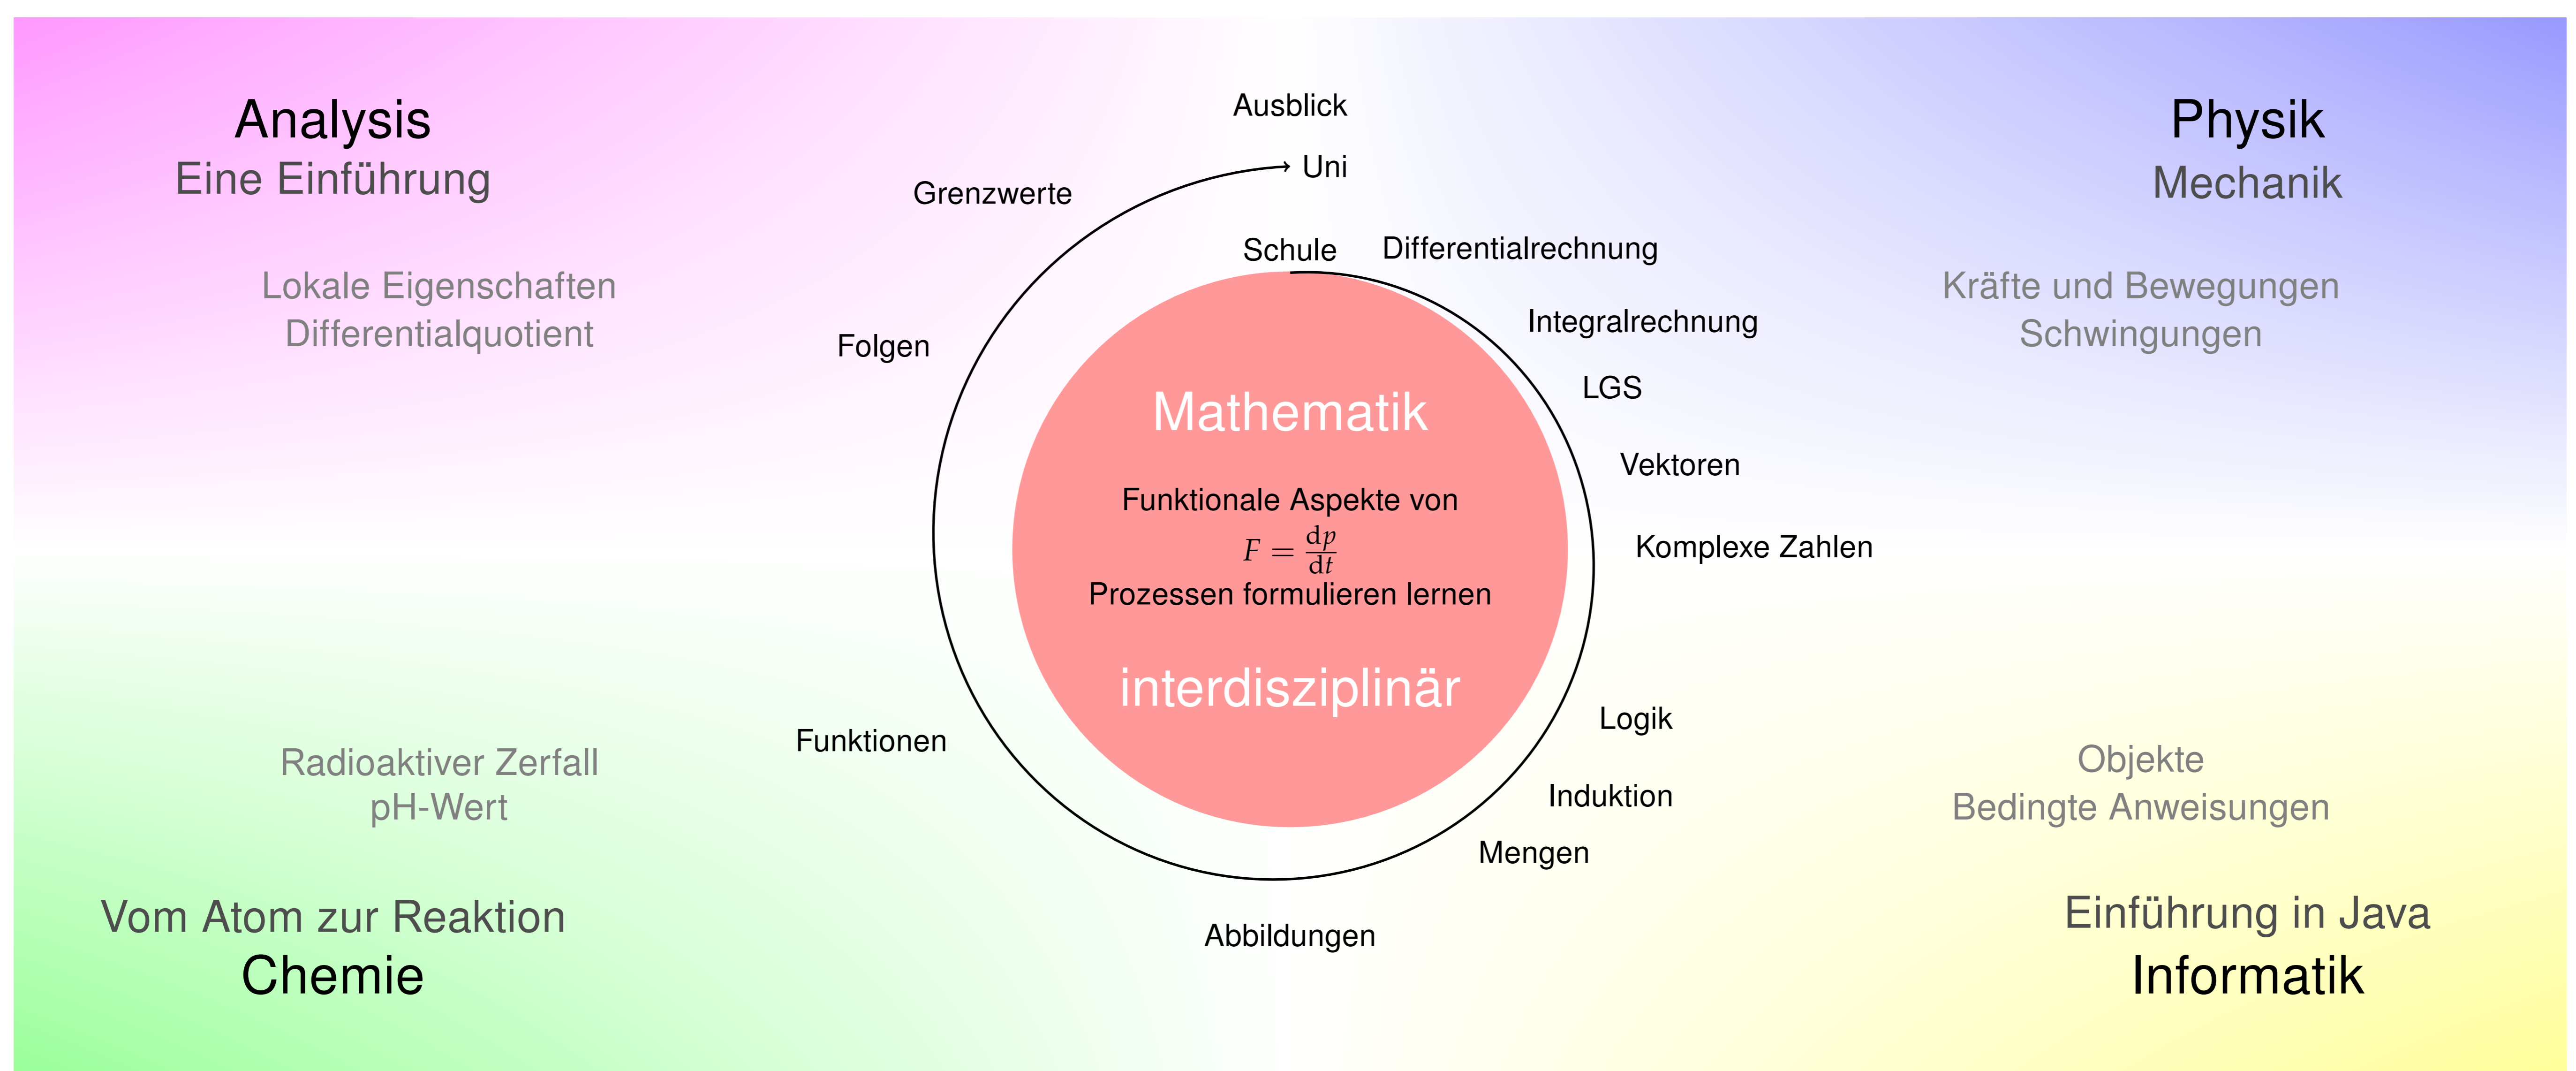 Analysis
Eine Einführung
Lokale Eigenschaften
Differentialquotient
Physik
Mechanik
Kräfte und Bewegungen
Schwingungen
Ausblick
Uni
Schule
Differentialrechnung
Integralrechnung
LGS
Vektoren
Komplexe Zahlen
Logik
Induktion
Mengen
Abbildungen
Funktionen
Folgen
Grenzwerte
Mathematik
Funktionale Aspekte von
F = dp/dt
Prozessen formulieren lernen
interdisziplinär
Radioaktiver Zerfall
pH-Wert
Vom Atom zur Reaktion
Chemie
Objekte
Bedingte Anweisungen
Einführung in Java
Informatik